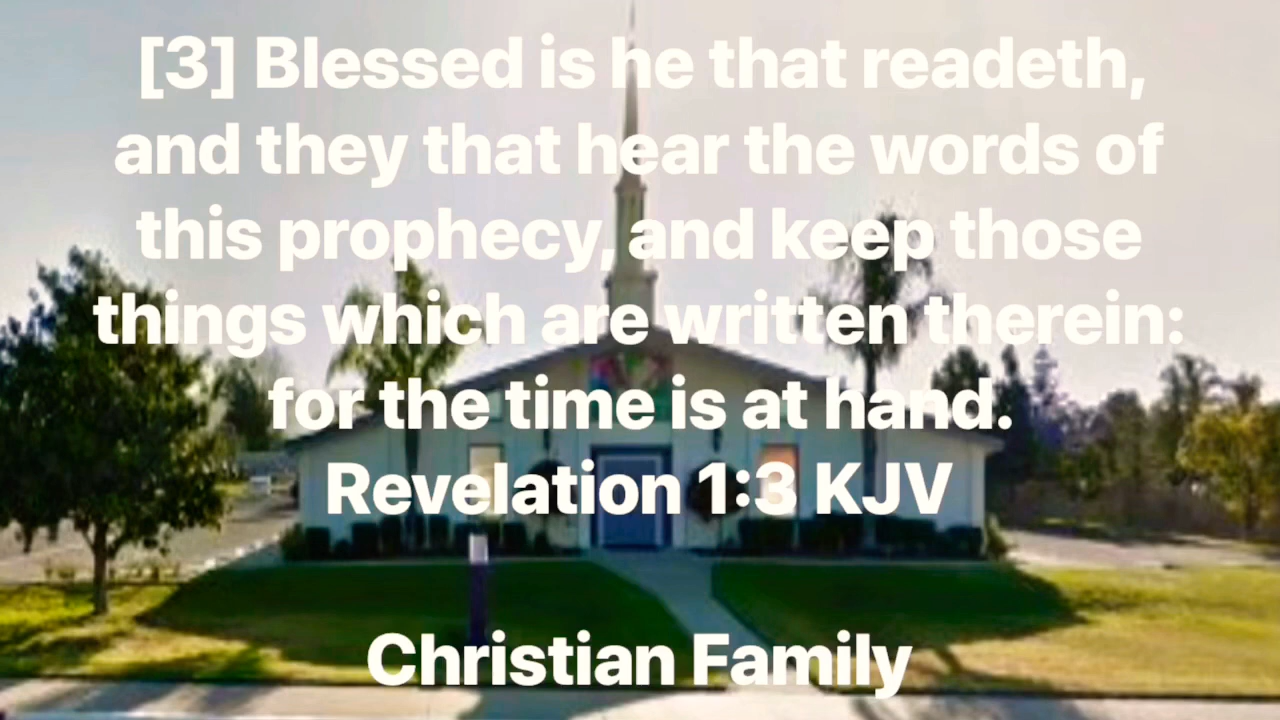 [3] Blessed is he that readeth,
and they that hear the words of
this prophecy, and keep those
things which are written therein:
for the time is at hand.
Revelation 1:3 KJV
Christian Family